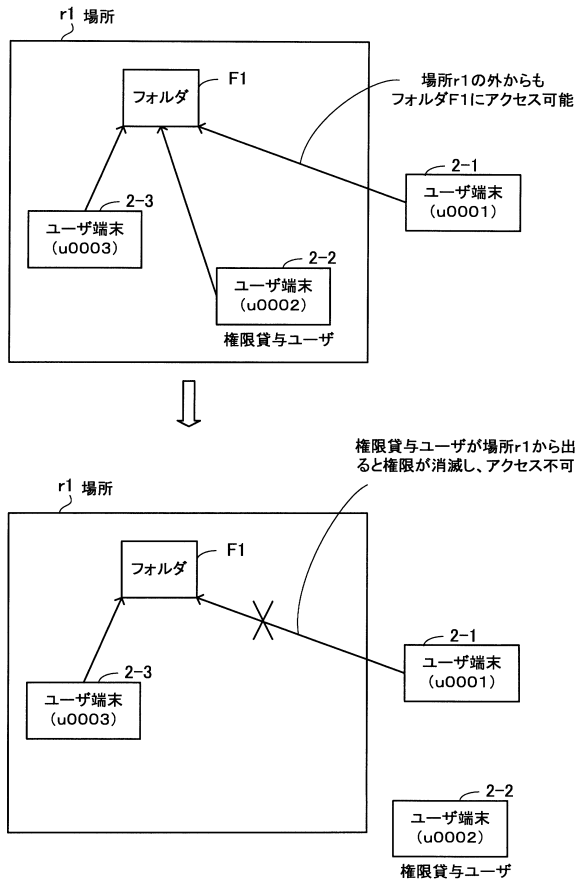 r1 場所
F1
フォルダ
場所r1の外からも
フォルダF1にアクセス可能
2-1
ユーザ端末
(u0001)
2-3
ユーザ端末
(u0003)
2-2
ユーザ端末
(u0002)
権限貸与ユーザ
権限貸与ユーザが場所r1から出
ると権限が消滅し、アクセス不可
r1 場所
F1
フォルダ
2-1
ユーザ端末
(u0001)
2-3
ユーザ端末
(u0003)
2-2
ユーザ端末
(u0002)
権限貸与ユーザ